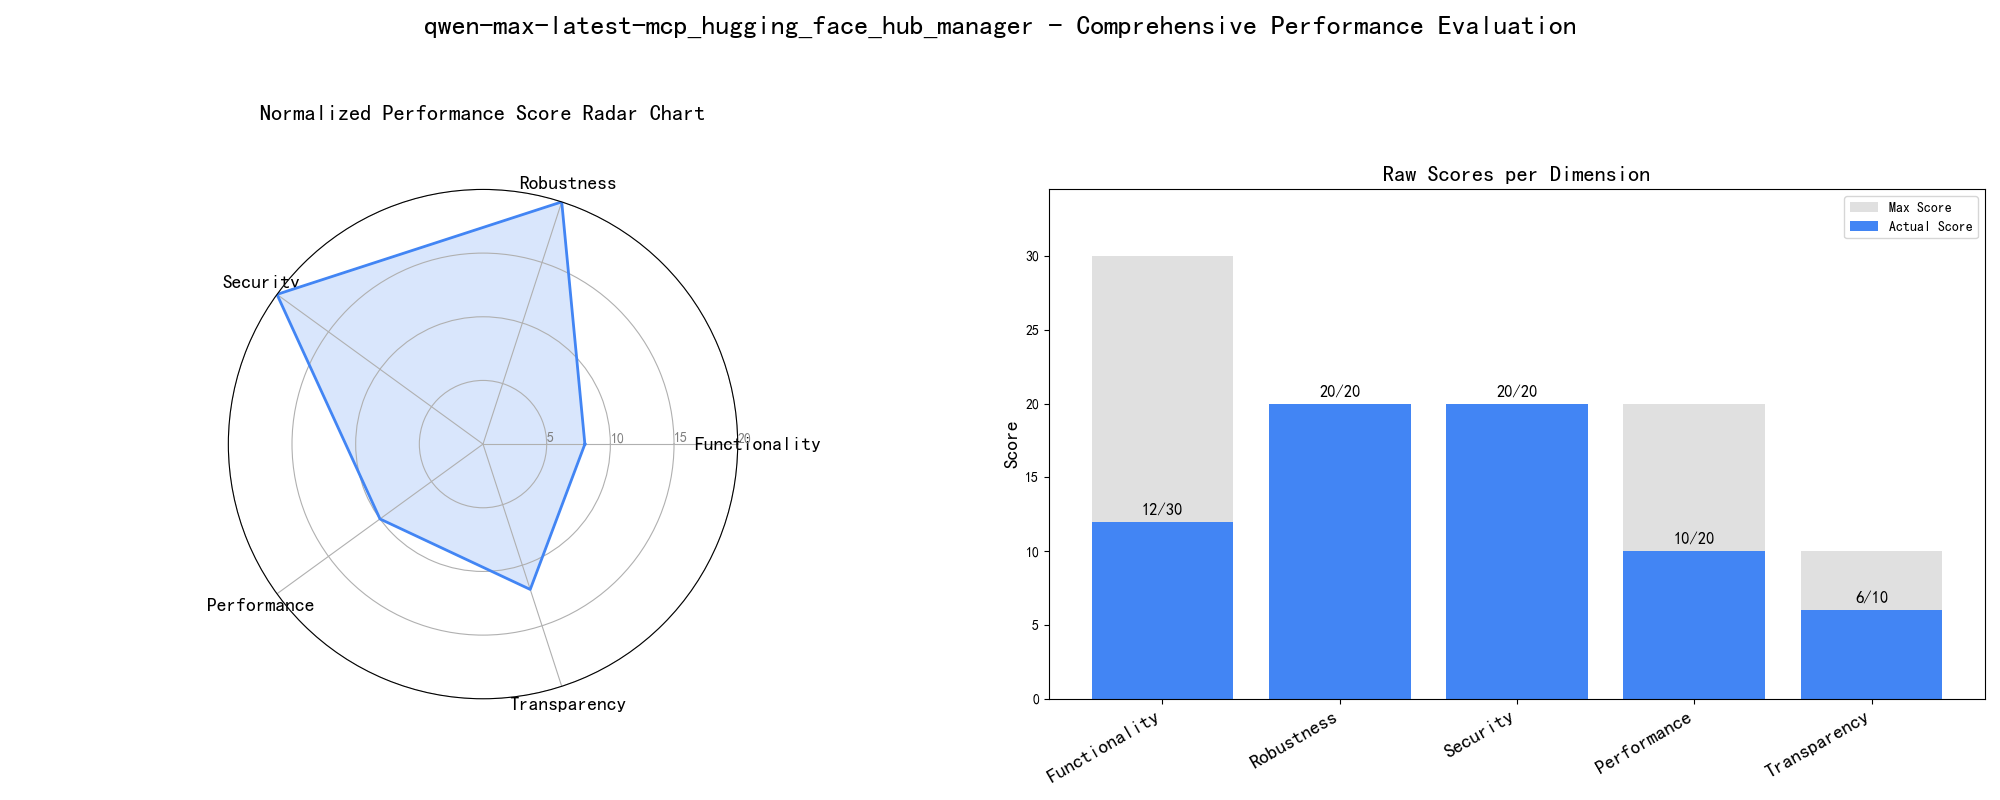 qwen-max-latest-mcp_hugging_face_hub_manager - Comprehensive Performance Evaluation
Normalized Performance Score Radar Chart
Robustness
Security
Functionality
Performance
Transparency
5
10
15
20
Raw Scores per Dimension
Max Score
Actual Score
Score
30
25
20
15
10
5
0
12/30
20/20
20/20
10/20
6/10
Functionality
Robustness
Security
Performance
Transparency